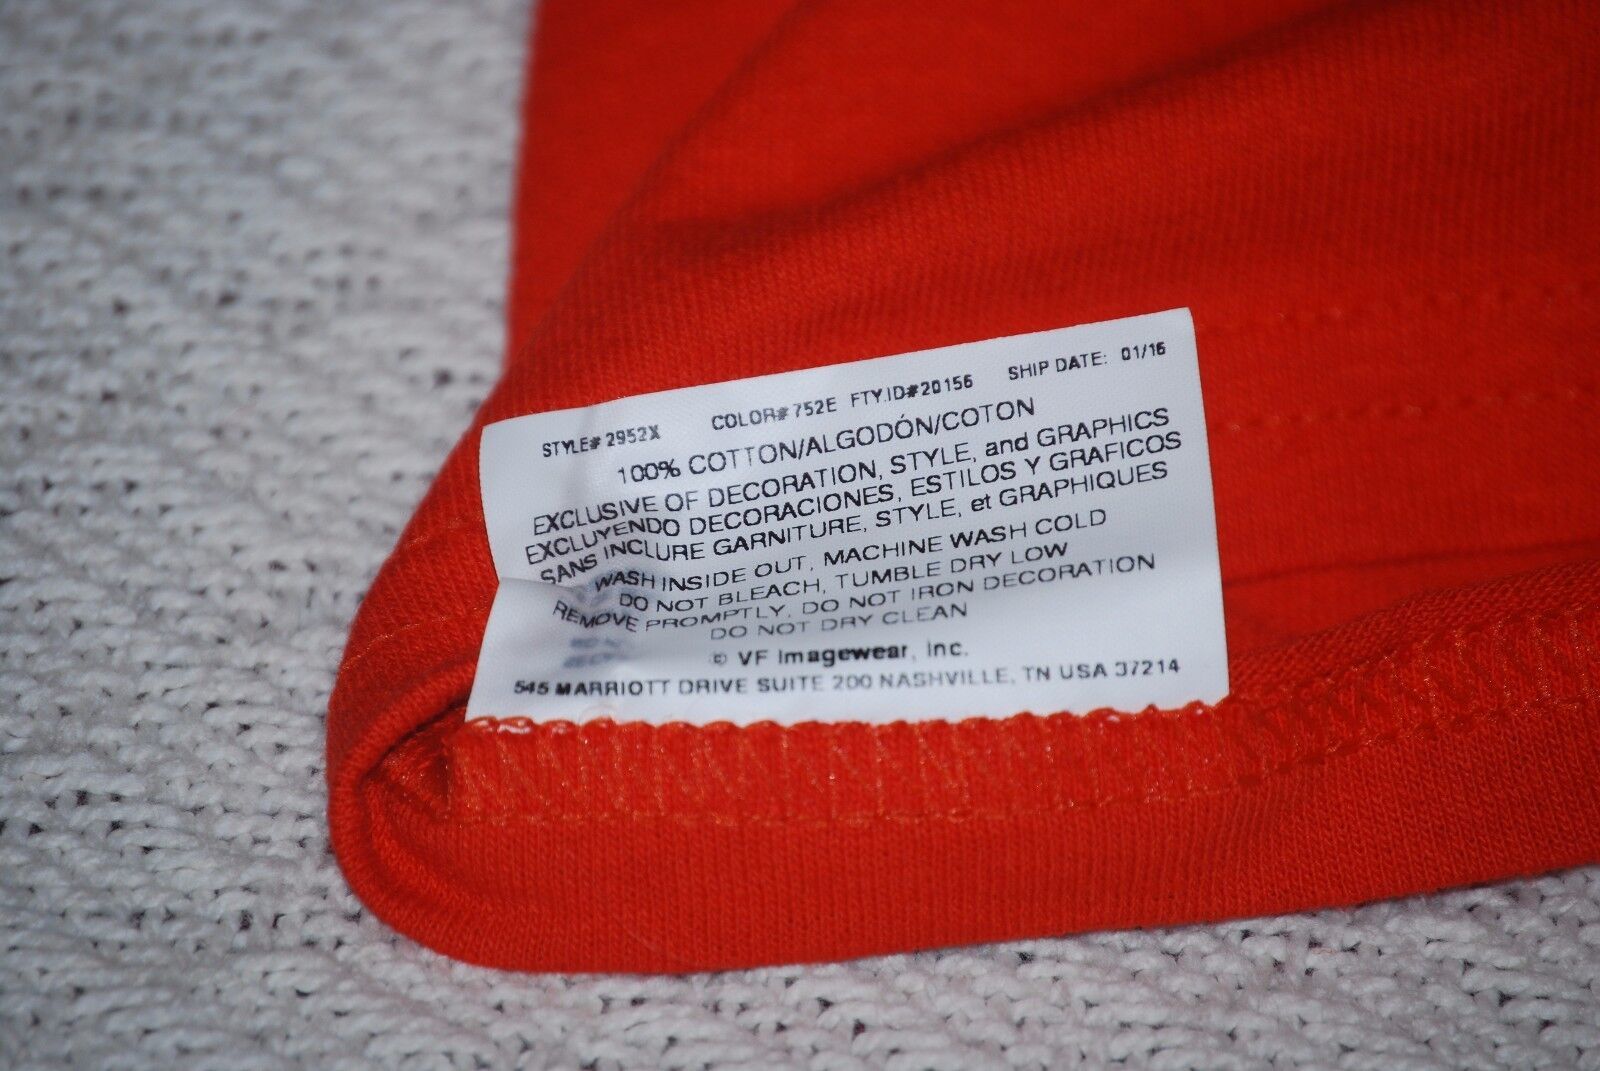 STYLE# 2952X COLOR# 752E FTY.ID#20156 SHIP DATE: 01/16
100% COTTON/ALGODÓN/COTON
EXCLUSIVE OF DECORATION, STYLE, and GRAPHICS
EXCLUYENDO DECORACIONES, ESTILOS Y GRAFICOS
SANS INCLURE GARNITURE, STYLE, et GRAPHIQUES
WASH INSIDE OUT, MACHINE WASH COLD
DO NOT BLEACH, TUMBLE DRY LOW
REMOVE PROMPTLY, DO NOT IRON DECORATION
DO NOT DRY CLEAN
© VF Imagewear, Inc.
545 MARRIOTT DRIVE SUITE 200 NASHVILLE, TN USA 37214